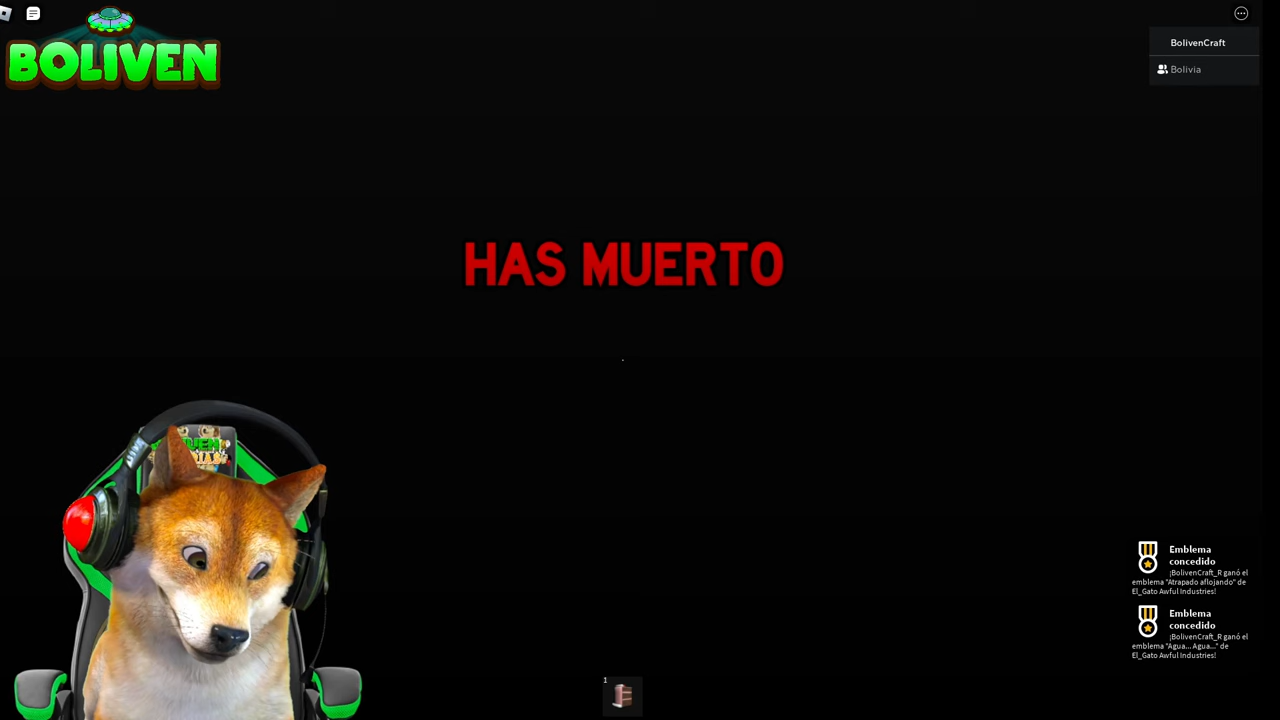 BOLIVEN
BolivenCraft
Bolivia
HAS MUERTO
Emblema
concedido
¡BolivenCraft_R ganó el
emblema "Atrapado aflojando" de
El_Gato Awful Industries!
Emblema
concedido
¡BolivenCraft_R ganó el
emblema "Agua... Agua..." de
El_Gato Awful Industries!
1